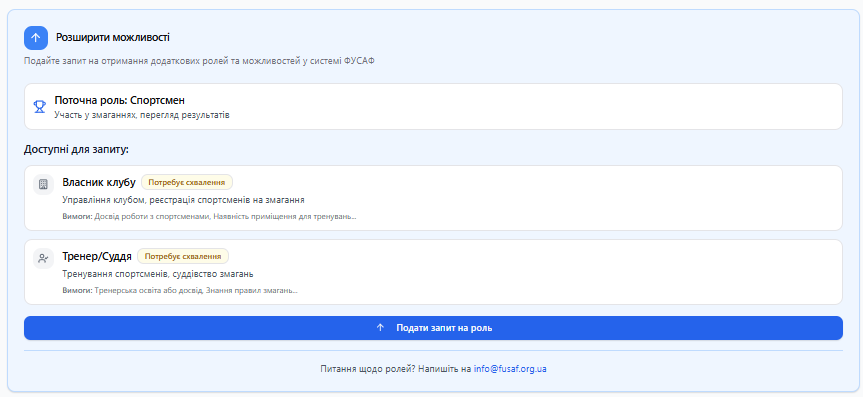 Розширити можливості
Подайте запит на отримання додаткових ролей та можливостей у системі ФУСАФ
Поточна роль: Спортсмен
Участь у змаганнях, перегляд результатів
Доступні для запиту:
Власник клубу Потребує схвалення
Управління клубом, реєстрація спортсменів на змагання
Вимоги: Досвід роботи з спортсменами, Наявність приміщення для тренувань...
Тренер/Суддя Потребує схвалення
Тренування спортсменів, суддівство змагань
Вимоги: Тренерська освіта або досвід, Знання правил змагань...
Подати запит на роль
Питання щодо ролей? Напишіть на info@fusaf.org.ua